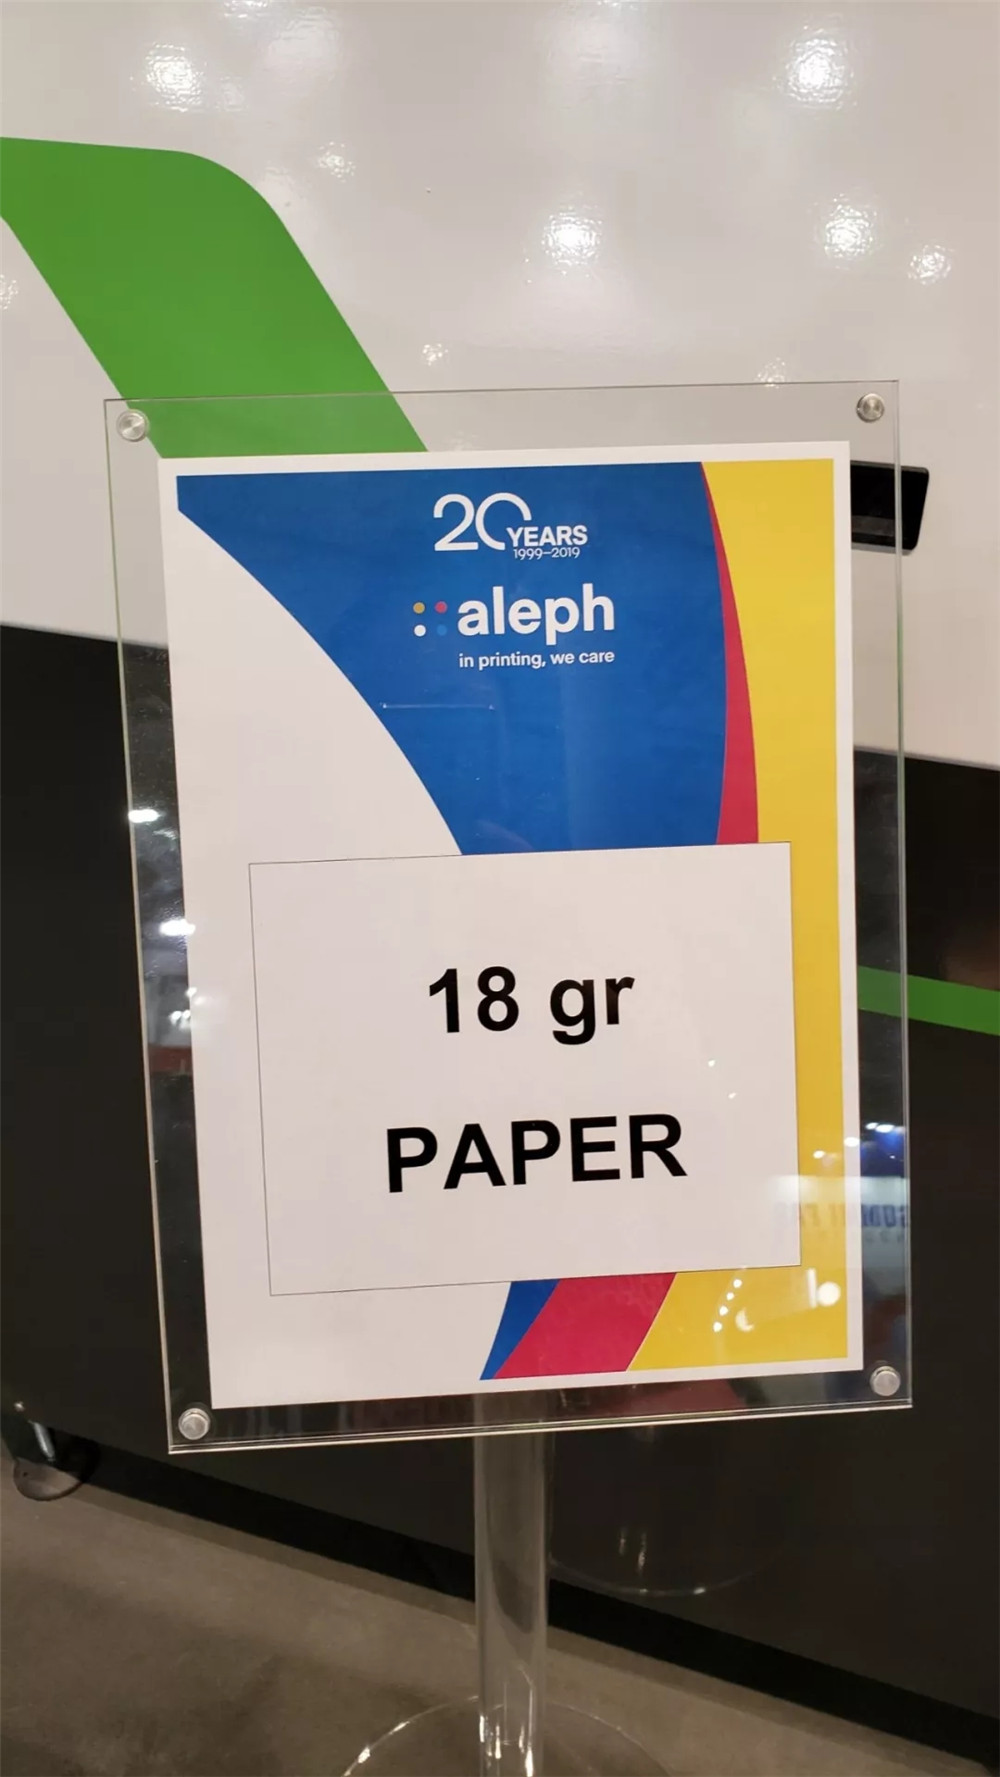 20 YEARS
1999–2019
aleph
in printing, we care
18 gr
PAPER